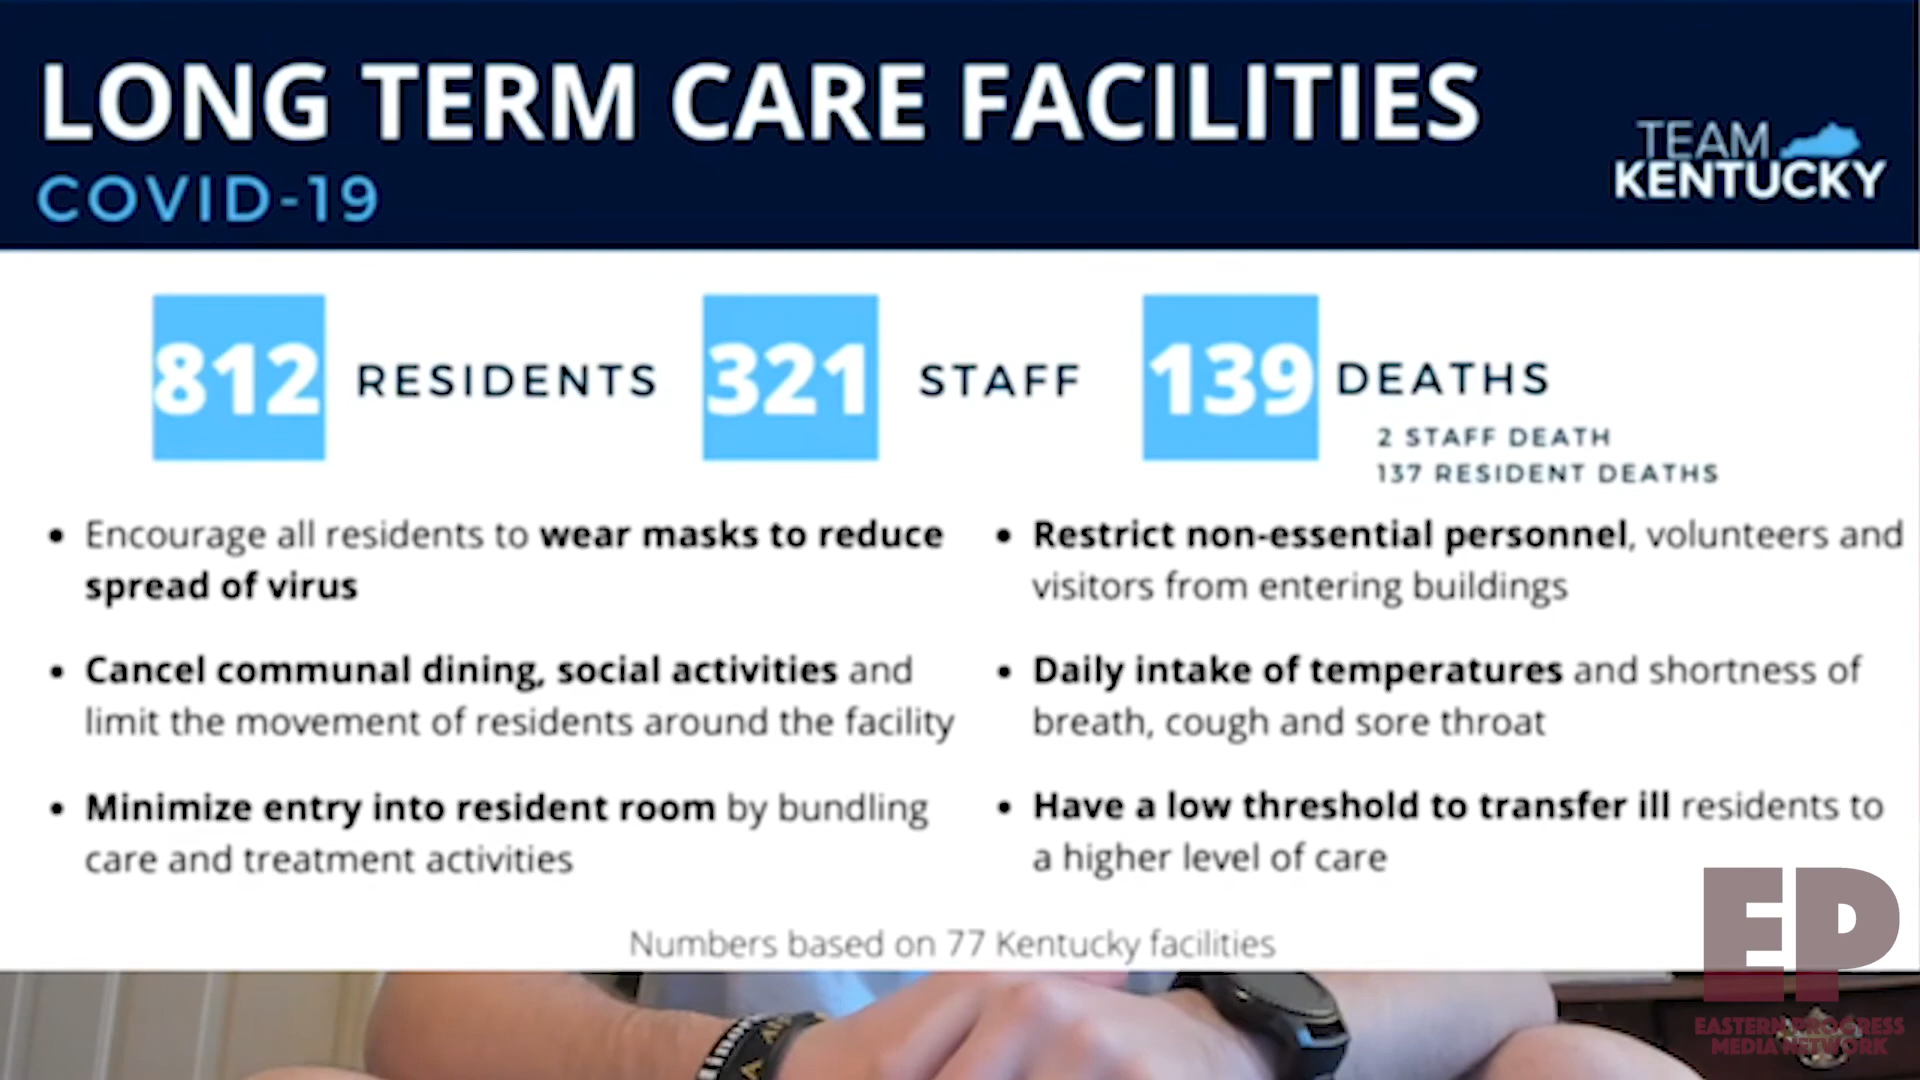 LONG TERM CARE FACILITIES
COVID-19
TEAM
KENTUCKY
812 RESIDENTS 321 STAFF 139 DEATHS
2 STAFF DEATH
137 RESIDENT DEATHS
• Encourage all residents to wear masks to reduce
spread of virus
• Cancel communal dining, social activities and
limit the movement of residents around the facility
• Minimize entry into resident room by bundling
care and treatment activities
• Restrict non-essential personnel, volunteers and
visitors from entering buildings
• Daily intake of temperatures and shortness of
breath, cough and sore throat
• Have a low threshold to transfer ill residents to
a higher level of care
Numbers based on 77 Kentucky facilities
EP
EASTERN PROGRESS
MEDIA NETWORK